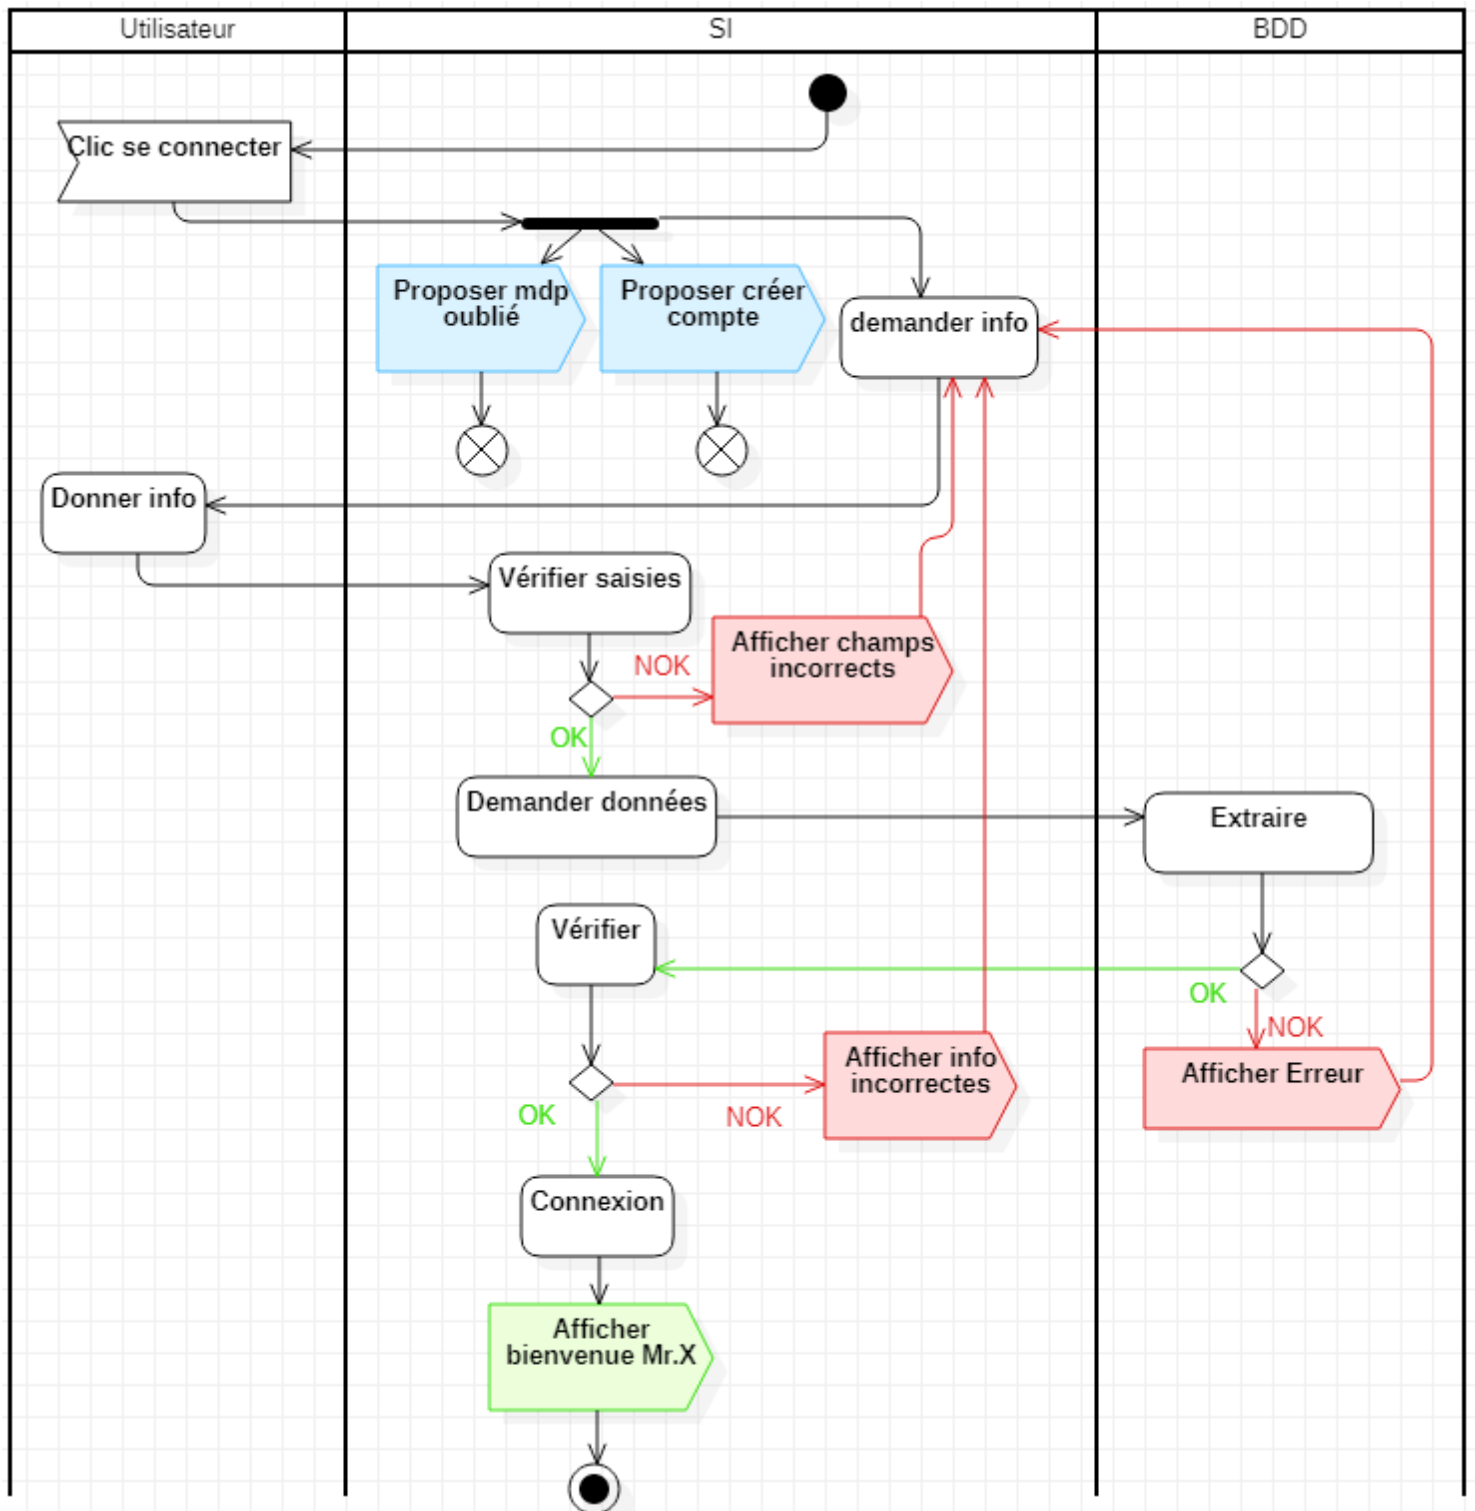 Utilisateur
SI
BDD
Clic se connecter
Proposer mdp
oublié
Proposer créer
compte
demander info
Donner info
Vérifier saisies
NOK
Afficher champs
incorrects
OK
Demander données
Extraire
Vérifier
OK
NOK
Afficher info
incorrectes
Afficher Erreur
OK
NOK
Connexion
Afficher
bienvenue Mr.X